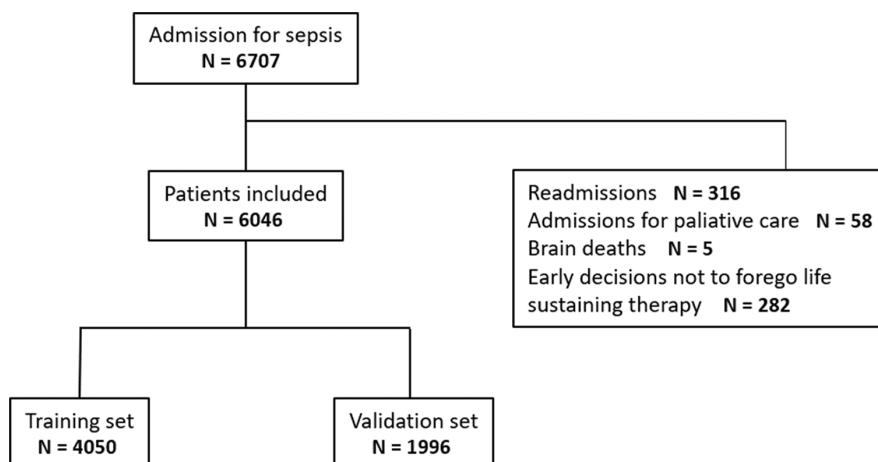 Admission for sepsis
N = 6707
Patients included
N = 6046
Readmissions N = 316
Admissions for paliative care N = 58
Brain deaths N = 5
Early decisions not to forego life
sustaining therapy N = 282
Training set
N = 4050
Validation set
N = 1996